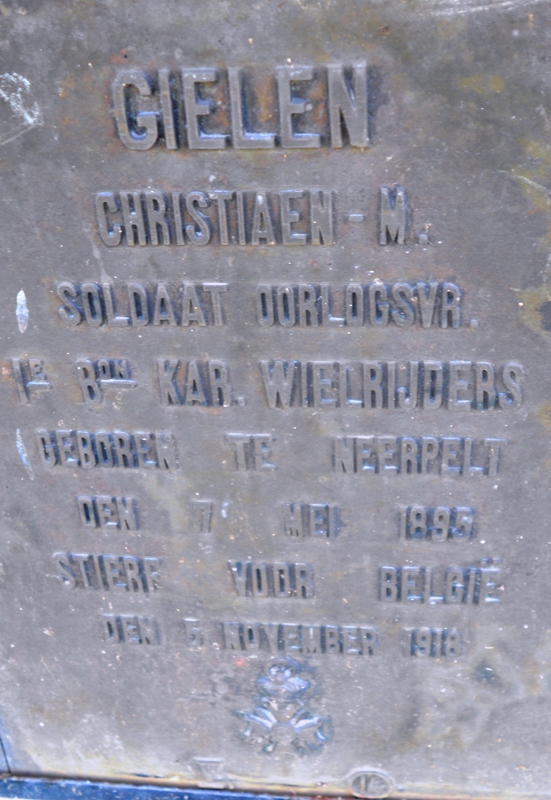 GIELEN
CHRISTIAEN - M.
SOLDAAT OORLOGSVR.
1E BON KAR. WIELRIJDERS
GEBOREN TE NEERPELT
DEN 7 MEI 1895
STIERF VOOR BELGIË
DEN NOVEMBER 1918